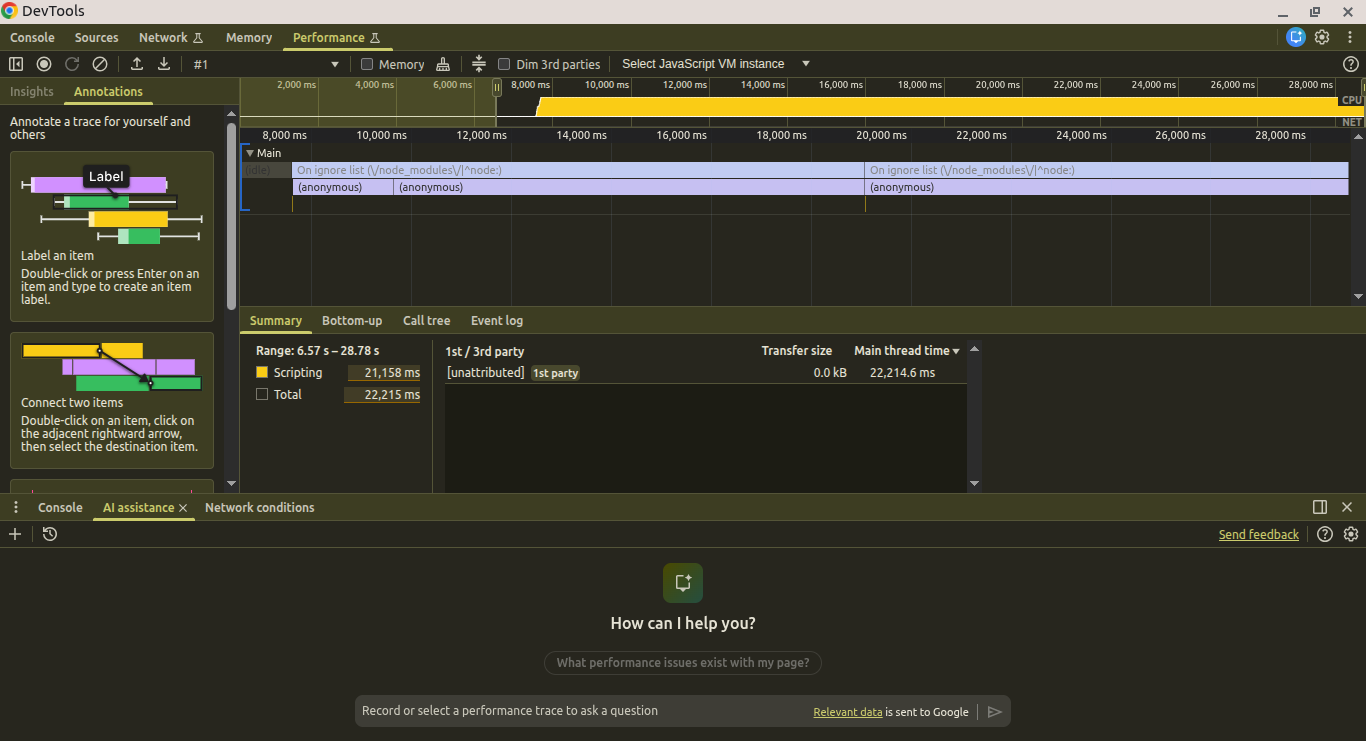 DevTools
Console Sources Network Memory Performance
#1 Memory Dim 3rd parties Select JavaScript VM instance
Insights Annotations
Annotate a trace for yourself and
others
Label
Label an item
Double-click or press Enter on an
item and type to create an item
label.
Connect two items
Double-click on an item, click on
the adjacent rightward arrow,
then select the destination item.
2,000 ms 4,000 ms 6,000 ms 8,000 ms 10,000 ms 12,000 ms 14,000 ms 16,000 ms 18,000 ms 20,000 ms 22,000 ms 24,000 ms 26,000 ms 28,000 ms
CPU
NET
8,000 ms 10,000 ms 12,000 ms 14,000 ms 16,000 ms 18,000 ms 20,000 ms 22,000 ms 24,000 ms 26,000 ms 28,000 ms
Main
(idle) On ignore list (\/node_modules\/|^node:) On ignore list (\/node_modules\/|^node:)
(anonymous) (anonymous) (anonymous)
Summary Bottom-up Call tree Event log
Range: 6.57 s – 28.78 s
Scripting 21,158 ms
Total 22,215 ms
1st / 3rd party Transfer size Main thread time
[unattributed] 1st party 0.0 kB 22,214.6 ms
Console AI assistance Network conditions
Send feedback
How can I help you?
What performance issues exist with my page?
Record or select a performance trace to ask a question Relevant data is sent to Google